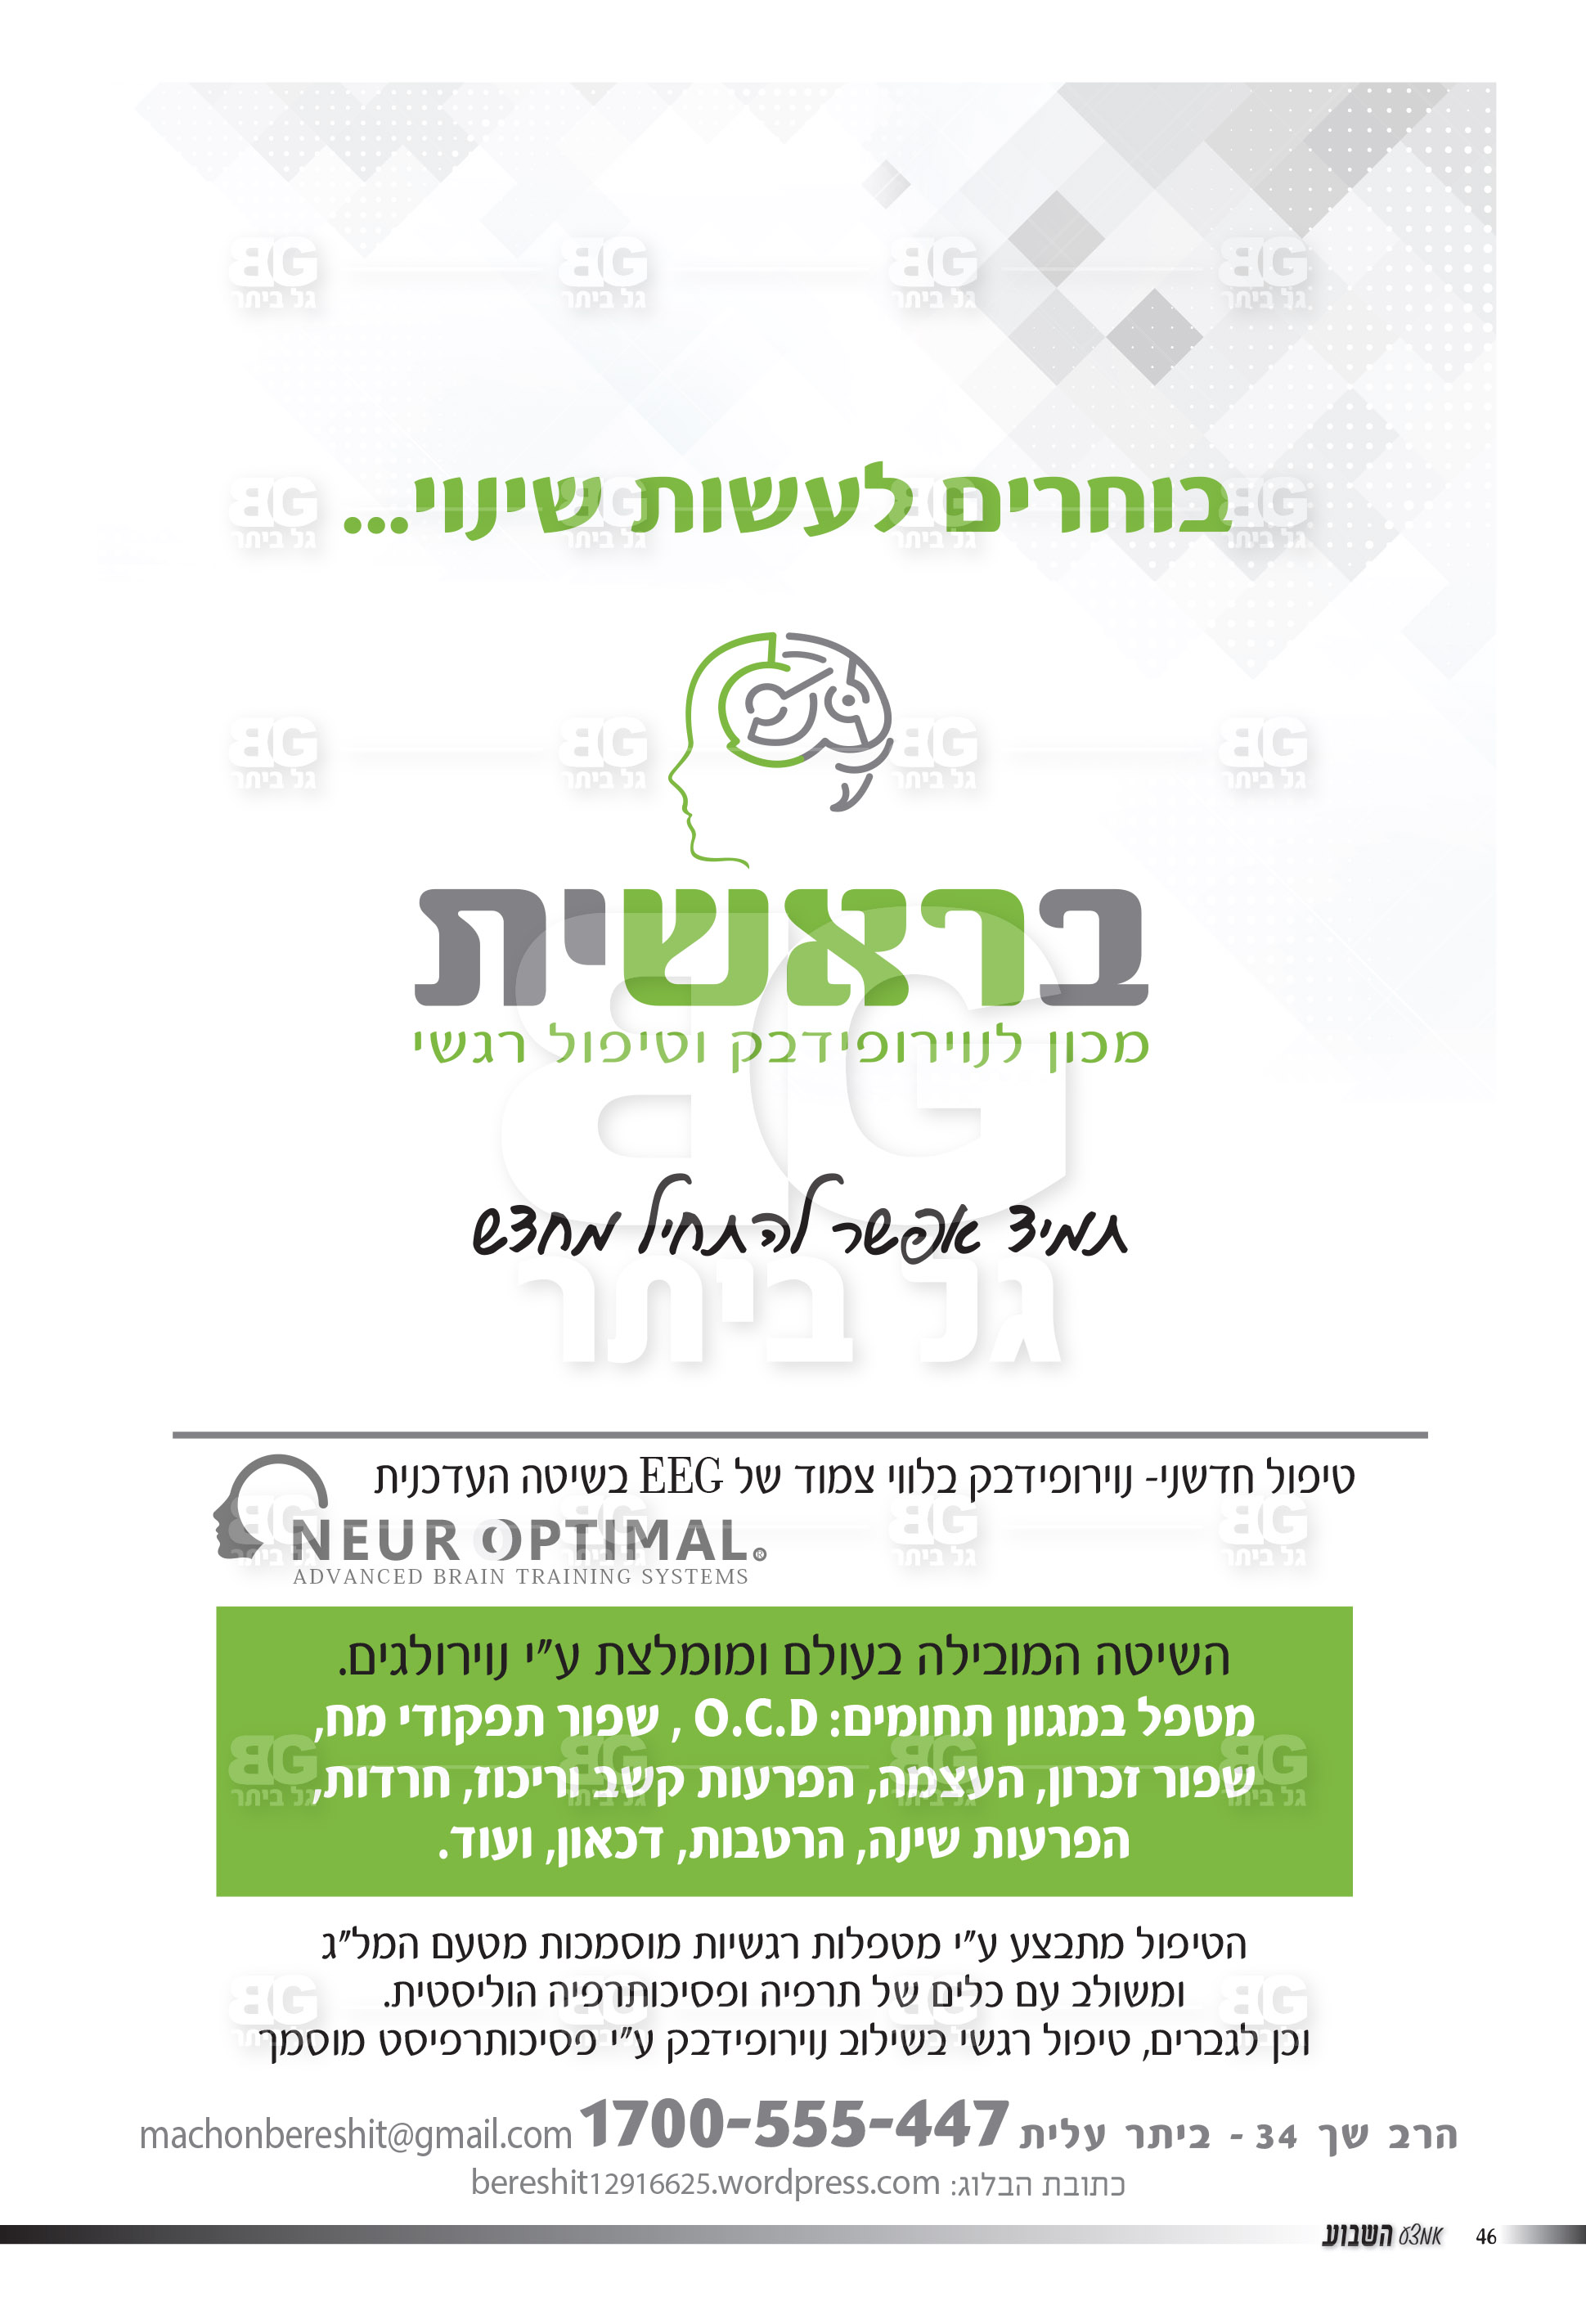 בוחרים לעשות שינוי...
בראשית
מכון לנוירופידבק וטיפול רגשי
תמיד אפשר להתחיל מחדש
BG
גל ביתר
טיפול חדשני- נוירופידבק בלווי צמוד של EEG בשיטה העדכנית
NEUROPTIMAL®
ADVANCED BRAIN TRAINING SYSTEMS
השיטה המובילה בעולם ומומלצת ע"י נוירולגים.
מטפל במגוון תחומים: O.C.D , שפור תפקודי מח,
שפור זכרון, העצמה, הפרעות קשב וריכוז, חרדות,
הפרעות שינה, הרטבות, דכאון, ועוד.
הטיפול מתבצע ע"י מטפלות רגשיות מוסמכות מטעם המל"ג
ומשולב עם כלים של תרפיה ופסיכותרפיה הוליסטית.
וכן לגברים, טיפול רגשי בשילוב נוירופידבק ע"י פסיכותרפיסט מוסמך
הרב שך 34 - ביתר עלית 1700-555-447 machonbereshit@gmail.com
כתובת הבלוג: bereshit12916625.wordpress.com
46 אמצע השבוע